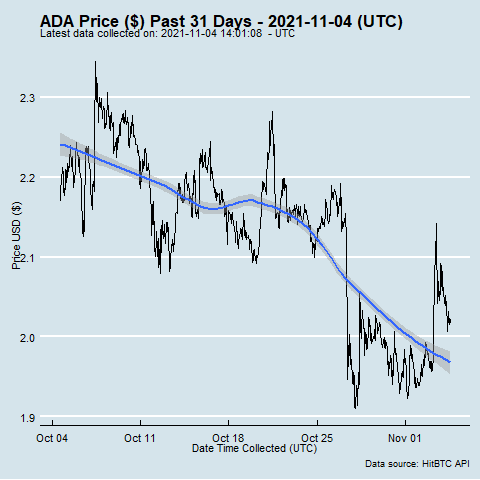 ADA Price ($) Past 31 Days - 2021-11-04 (UTC)
Latest data collected on: 2021-11-04 14:01:08  - UTC
2.3
2.2
2.1
2.0
1.9
Price USD ($)
Oct 04 Oct 11 Oct 18 Oct 25 Nov 01
Date Time Collected (UTC)
Data source: HitBTC API